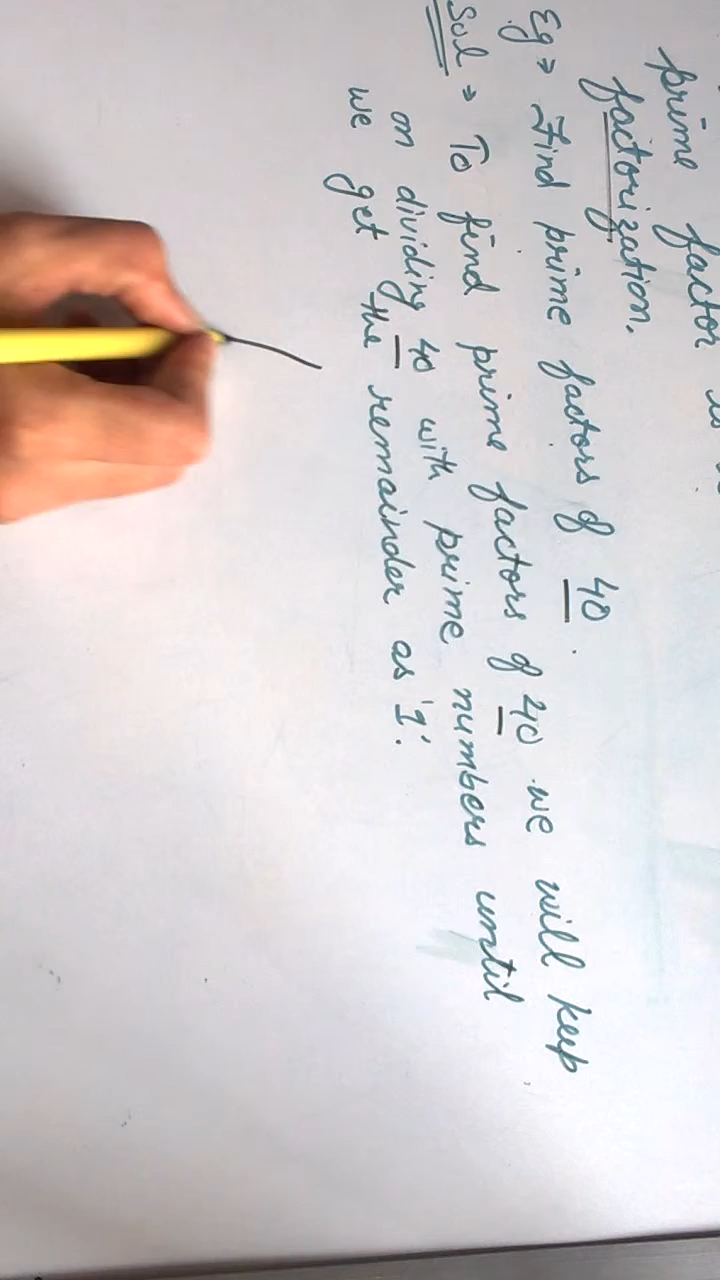 prime factor is
factorization.
Eg → Find prime factors of 40.
Sol → To find prime factors of 40 we will keep
on dividing 40 with prime numbers until
we get the remainder as '1'.